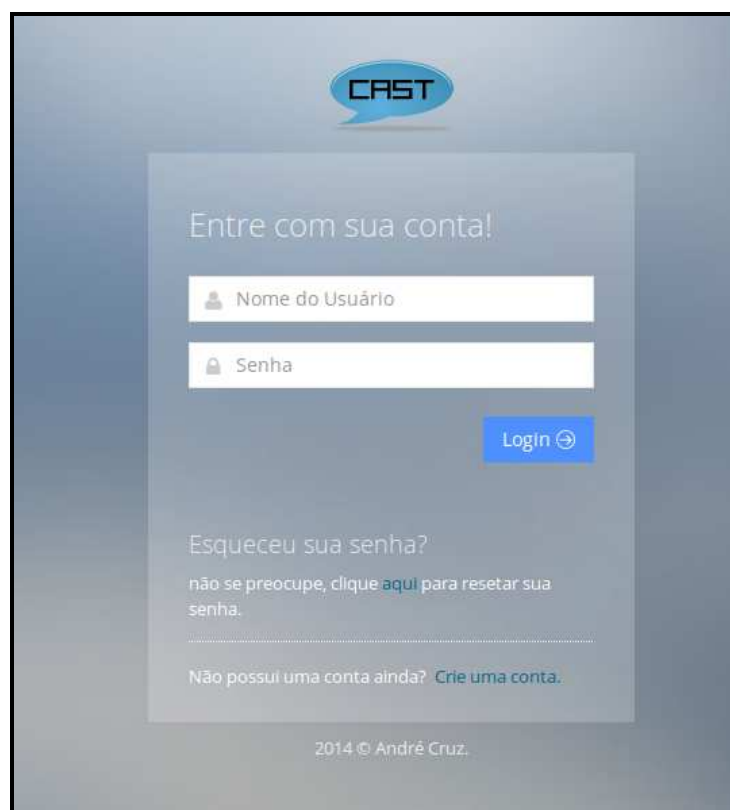 CAST
Entre com sua conta!
Nome do Usuário
Senha
Login
Esqueceu sua senha?
não se preocupe, clique aqui para resetar sua
senha.
Não possui uma conta ainda? Crie uma conta.
2014 © André Cruz.